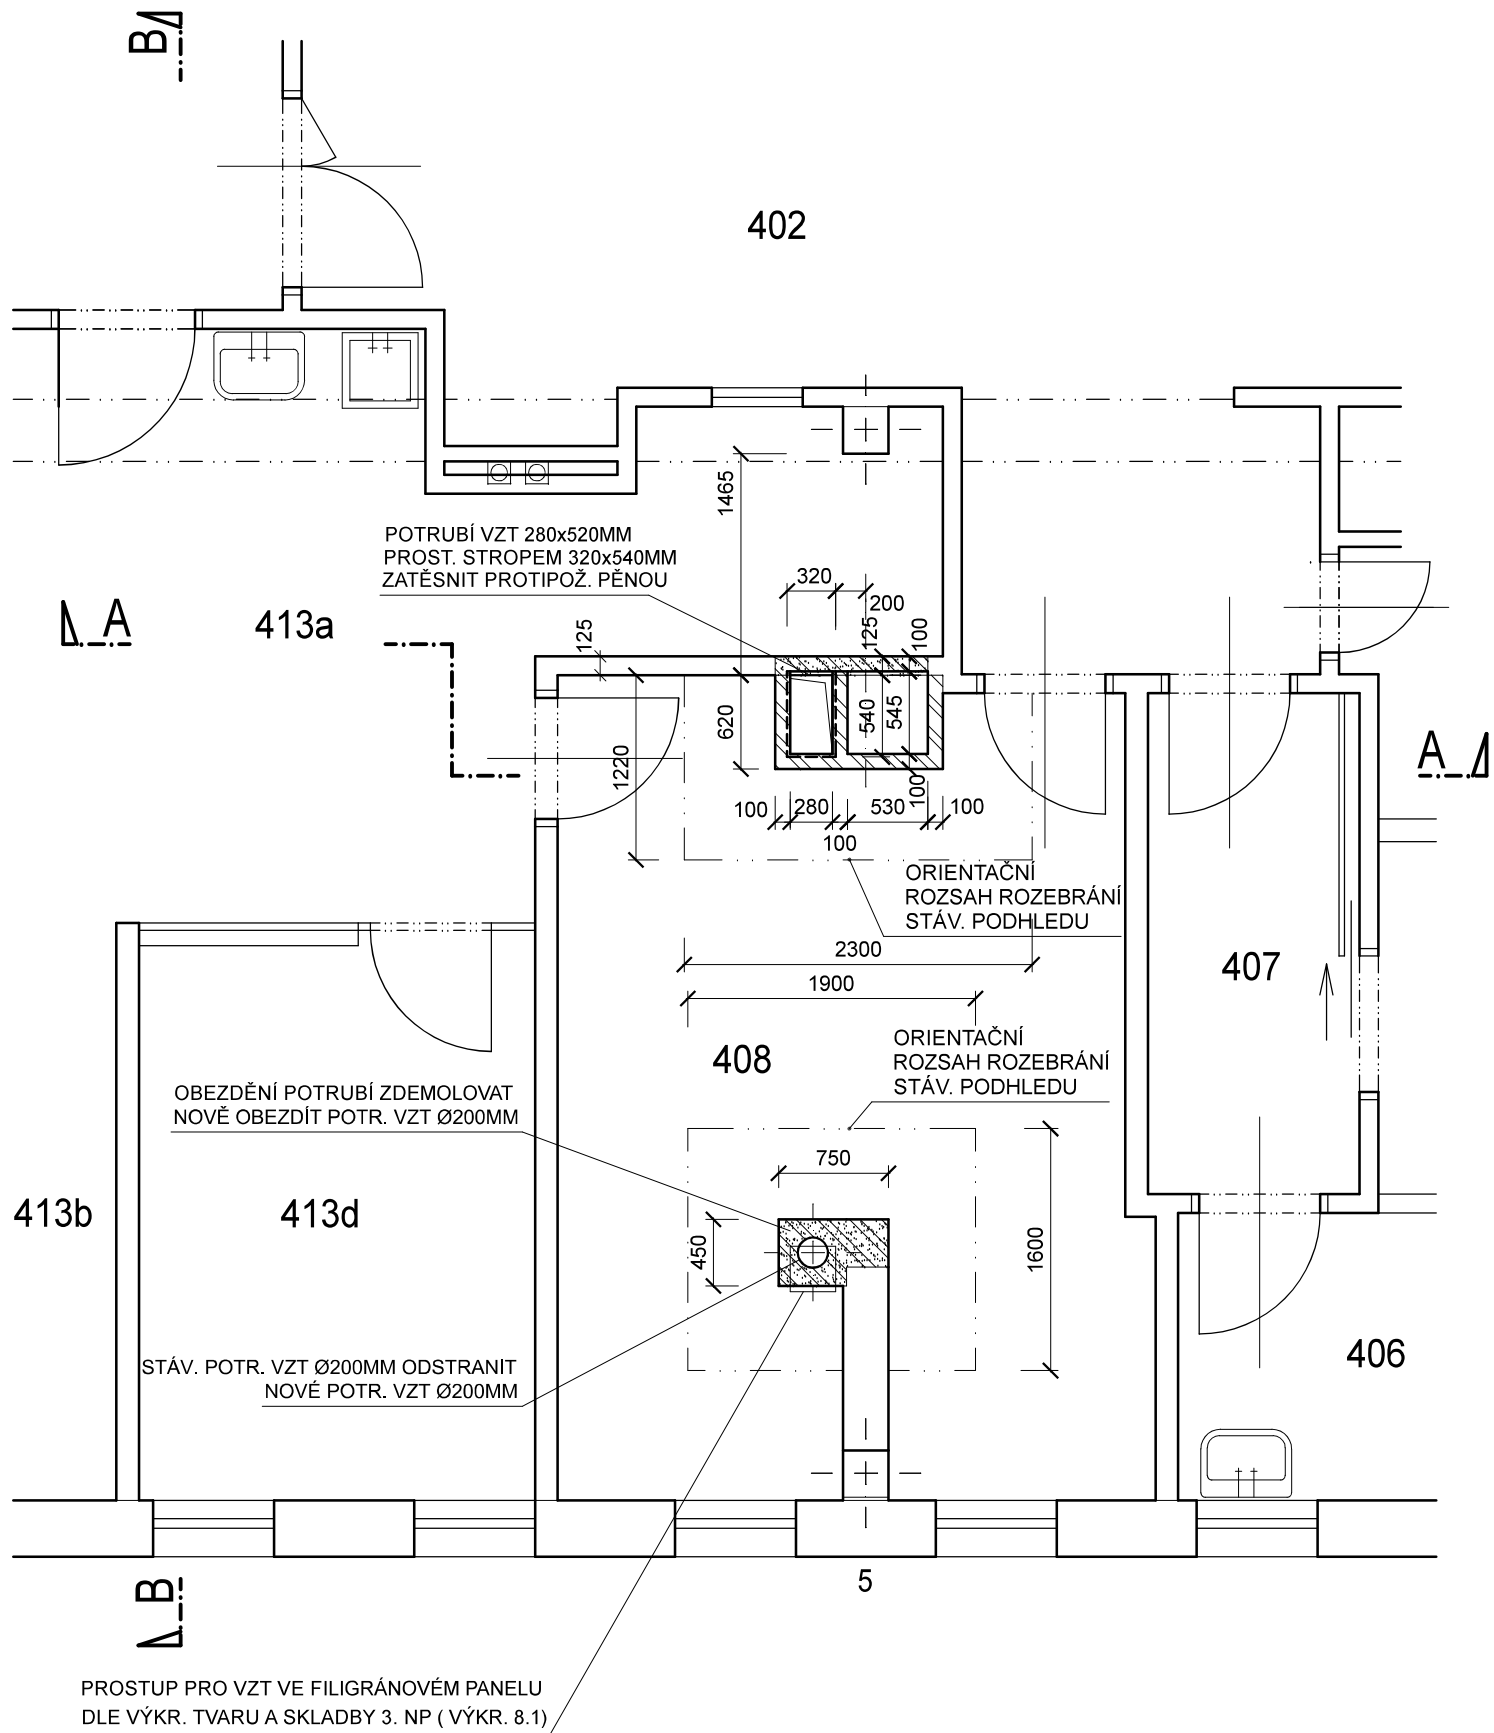 B
402
POTRUBÍ VZT 280x520MM
PROST. STROPEM 320x540MM
ZATĚSNIT PROTIPOŽ. PĚNOU
1465
320
200
125
100
A
413a
125
540
545
620
1220
100
A
100
280
530
100
100
ORIENTAČNÍ
ROZSAH ROZEBRÁNÍ
STÁV. PODHLEDU
2300
407
1900
ORIENTAČNÍ
ROZSAH ROZEBRÁNÍ
STÁV. PODHLEDU
408
OBEZDĚNÍ POTRUBÍ ZDEMOLOVAT
NOVĚ OBEZDÍT POTR. VZT Ø200MM
750
413b
413d
450
1600
406
STÁV. POTR. VZT Ø200MM ODSTRANIT
NOVÉ POTR. VZT Ø200MM
5
B
PROSTUP PRO VZT VE FILIGRÁNOVÉM PANELU
DLE VÝKR. TVARU A SKLADBY 3. NP ( VÝKR. 8.1)